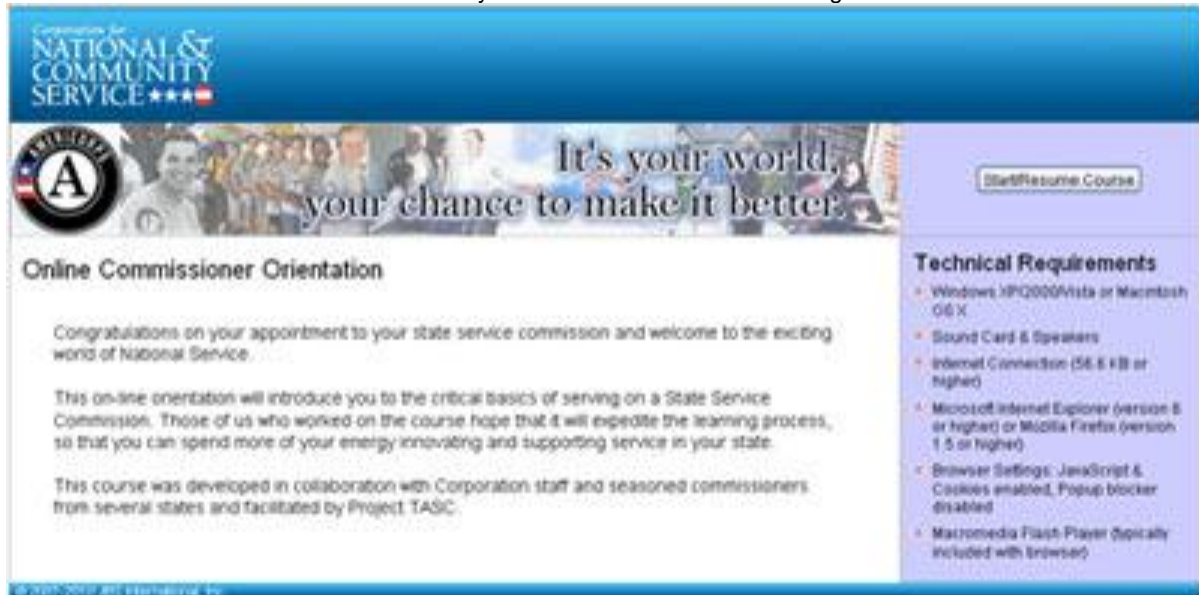 Corporation for
NATIONAL &
COMMUNITY
SERVICE
AMERICORPS
A
It's your world,
your chance to make it better.
Start/Resume Course
Online Commissioner Orientation
Congratulations on your appointment to your state service commission and welcome to the exciting
world of National Service.
This on-line orientation will introduce you to the critical basics of serving on a State Service
Commission. Those of us who worked on the course hope that it will expedite the learning process,
so that you can spend more of your energy innovating and supporting service in your state.
This course was developed in collaboration with Corporation staff and seasoned commissioners
from several states and facilitated by Project TASC.
Technical Requirements
Windows XP/2000/Vista or Macintosh
OS X
Sound Card & Speakers
Internet Connection (56.6 KB or
higher)
Microsoft Internet Explorer (version 6
or higher) or Mozilla Firefox (version
1.5 or higher)
Browser Settings: JavaScript &
Cookies enabled, Popup blocker
disabled
Macromedia Flash Player (typically
included with browser)